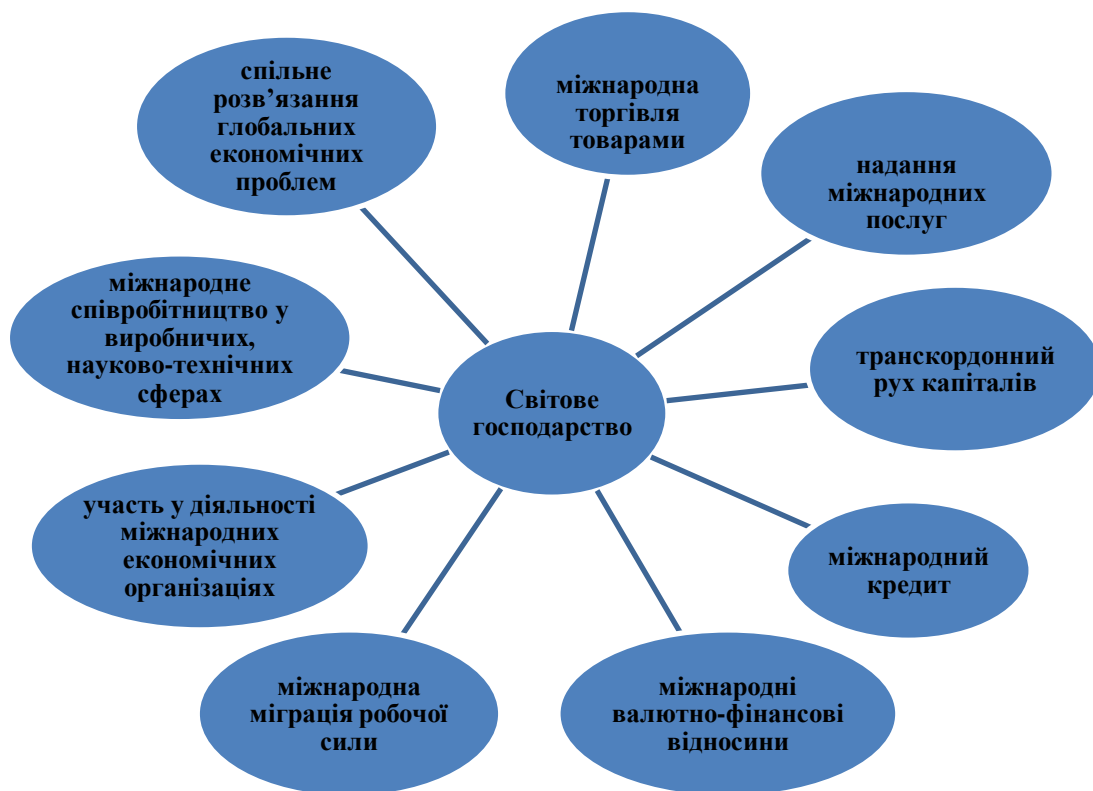 спільне
розв’язання
глобальних
економічних
проблем
міжнародна
торгівля
товарами
надання
міжнародних
послуг
міжнародне
співробітництво у
виробничих,
науково-технічних
сферах
транскордонний
рух капіталів
Світове
господарство
участь у діяльності
міжнародних
економічних
організаціях
міжнародний
кредит
міжнародна
міграція робочої
сили
міжнародні
валютно-фінансові
відносини